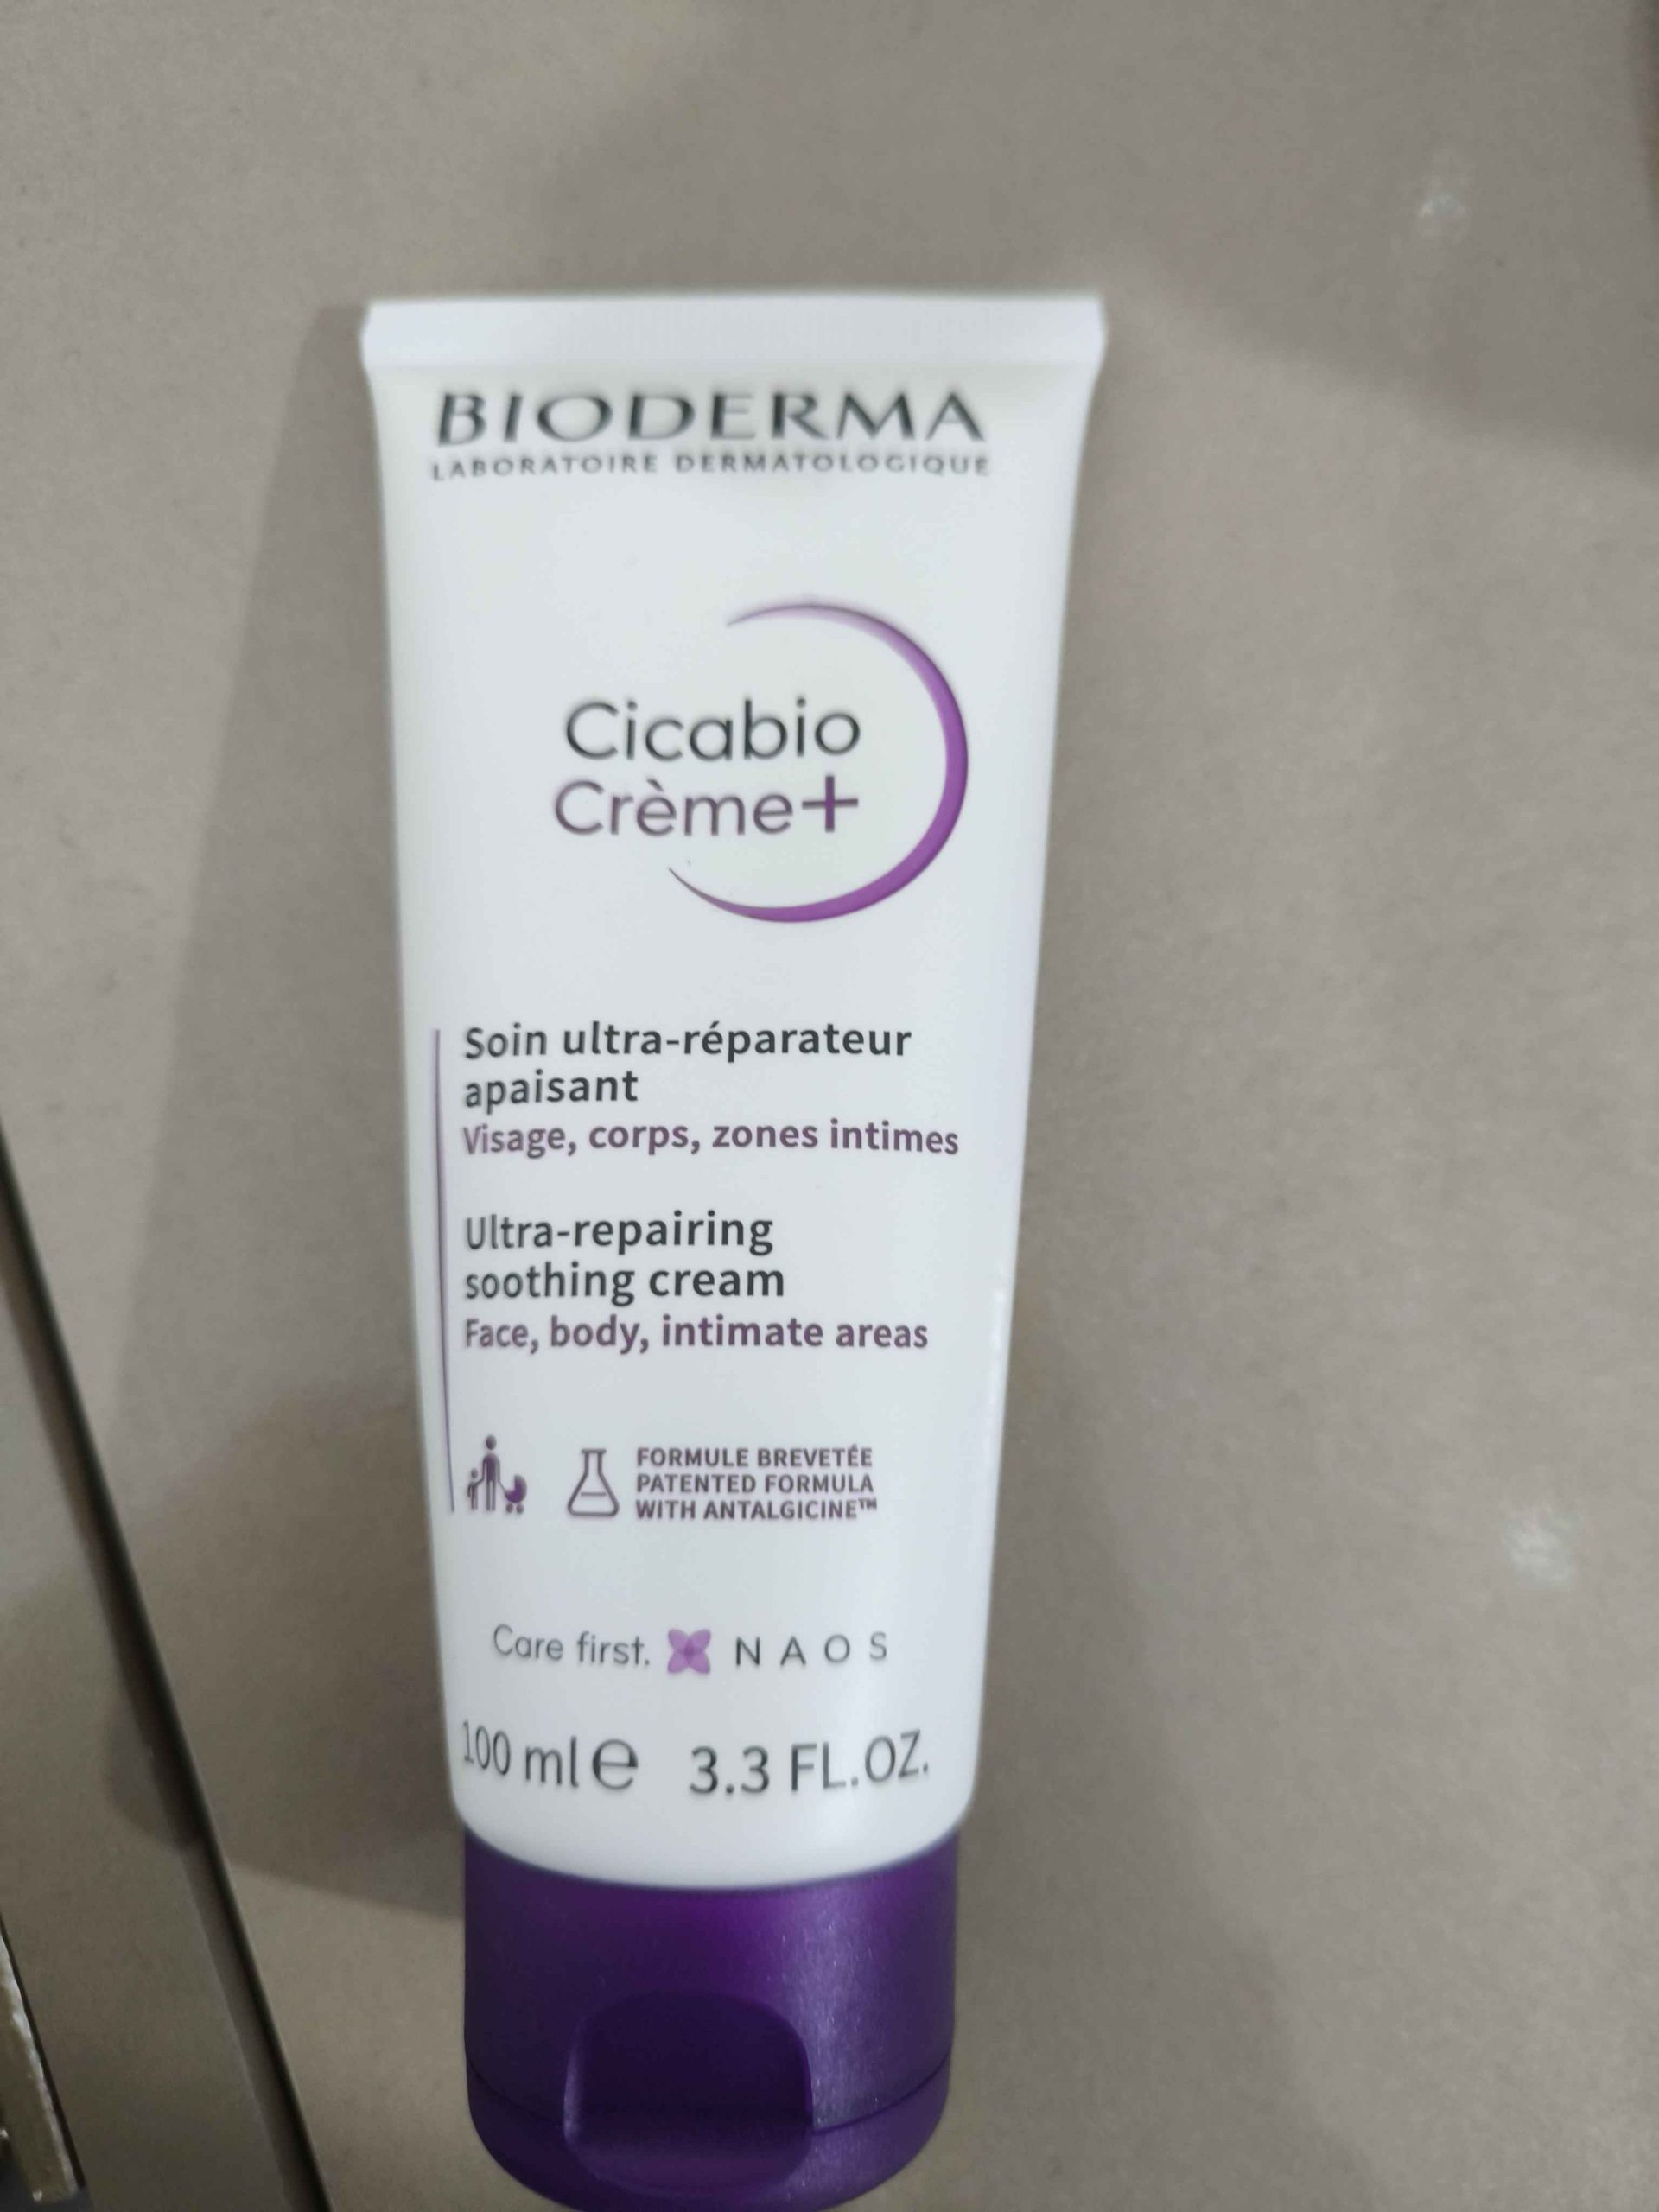 BIODERMA
LABORATOIRE DERMATOLOGIQUE
Cicabio
Crème+
Soin ultra-réparateur
apaisant
Visage, corps, zones intimes
Ultra-repairing
soothing cream
Face, body, intimate areas
FORMULE BREVETÉE
PATENTED FORMULA
WITH ANTALGICINE™
Care first. NAOS
100 ml e 3.3 FL.OZ.